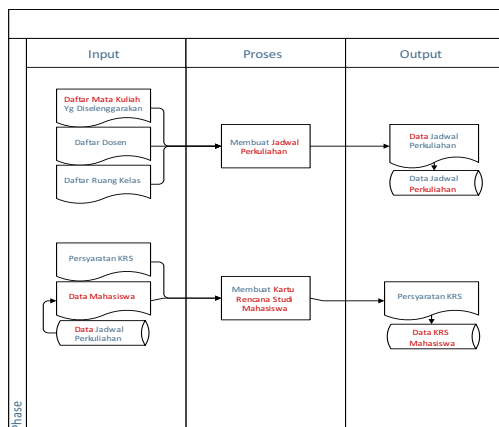 Input
Proses
Output
Daftar Mata Kuliah
Yg Diselenggarakan
Daftar Dosen
Daftar Ruang Kelas
Membuat Jadwal
Perkuliahan
Data Jadwal
Perkuliahan
Data Jadwal
Perkuliahan
Persyaratan KRS
Data Mahasiswa
Data Jadwal
Perkuliahan
Membuat Kartu
Rencana Studi
Mahasiswa
Persyaratan KRS
Data KRS
Mahasiswa
Phase